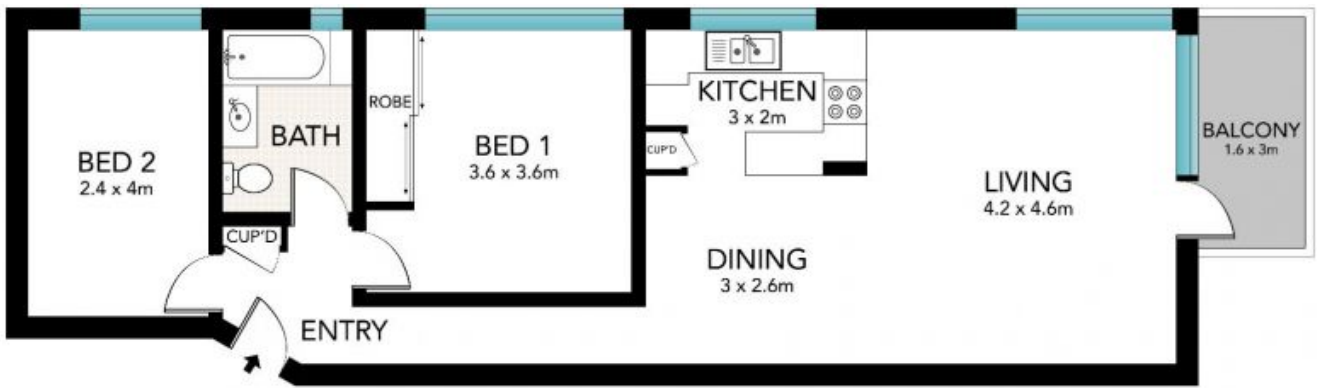 BED 2
2.4 x 4m
BATH
CUP'D
ROBE
BED 1
3.6 x 3.6m
ENTRY
KITCHEN
3 x 2m
CUP'D
DINING
3 x 2.6m
LIVING
4.2 x 4.6m
BALCONY
1.6 x 3m